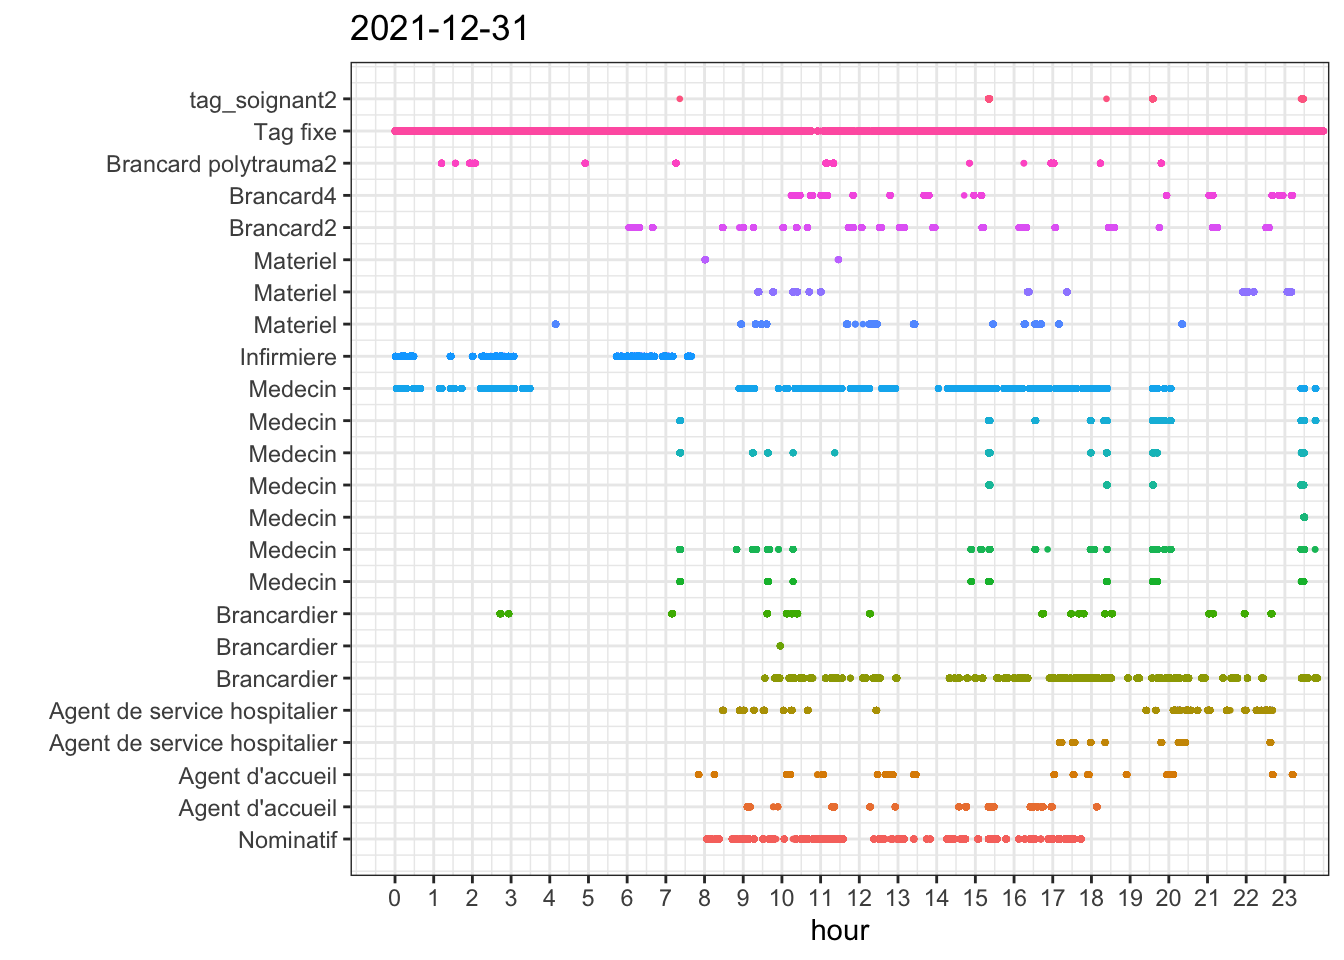 2021-12-31
tag_soignant2
Tag fixe
Brancard polytrauma2
Brancard4
Brancard2
Materiel
Materiel
Materiel
Infirmiere
Medecin
Medecin
Medecin
Medecin
Medecin
Medecin
Medecin
Brancardier
Brancardier
Brancardier
Agent de service hospitalier
Agent de service hospitalier
Agent d'accueil
Agent d'accueil
Nominatif
0 1 2 3 4 5 6 7 8 9 10 11 12 13 14 15 16 17 18 19 20 21 22 23
hour